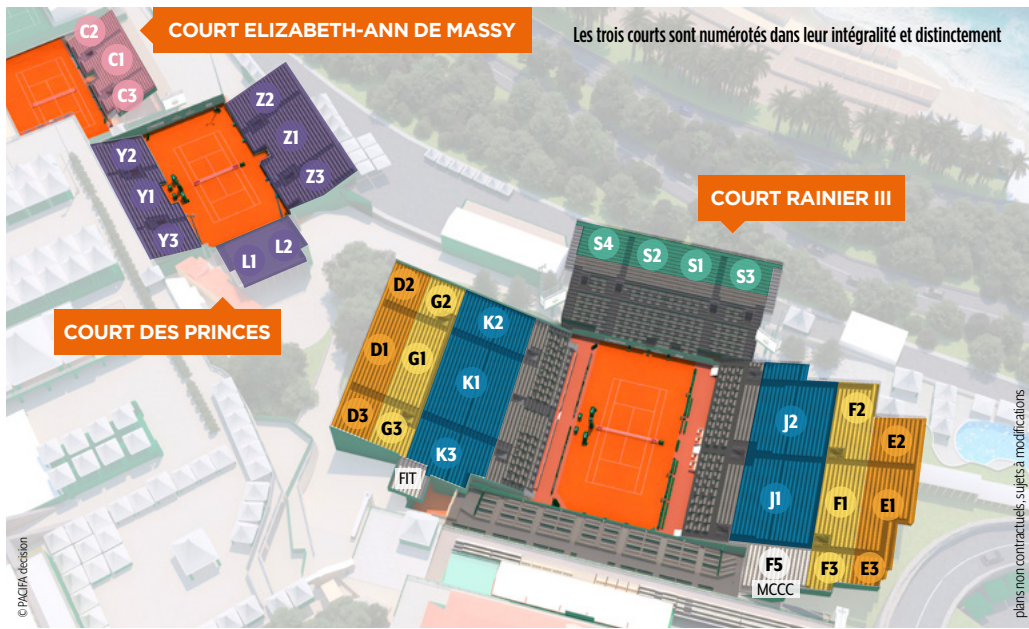 COURT ELIZABETH-ANN DE MASSY
Les trois courts sont numérotés dans leur intégralité et distinctement
C2
C1
C3
Z2
Z1
Z3
Y2
Y1
Y3
L1
L2
COURT DES PRINCES
COURT RAINIER III
S4
S2
S1
S3
D2
G2
K2
D1
G1
K1
D3
G3
K3
FIT
J2
F2
E2
J1
F1
E1
F5
F3
E3
MCCC
© PACIFA decision
plans non contractuels, sujets à modifications